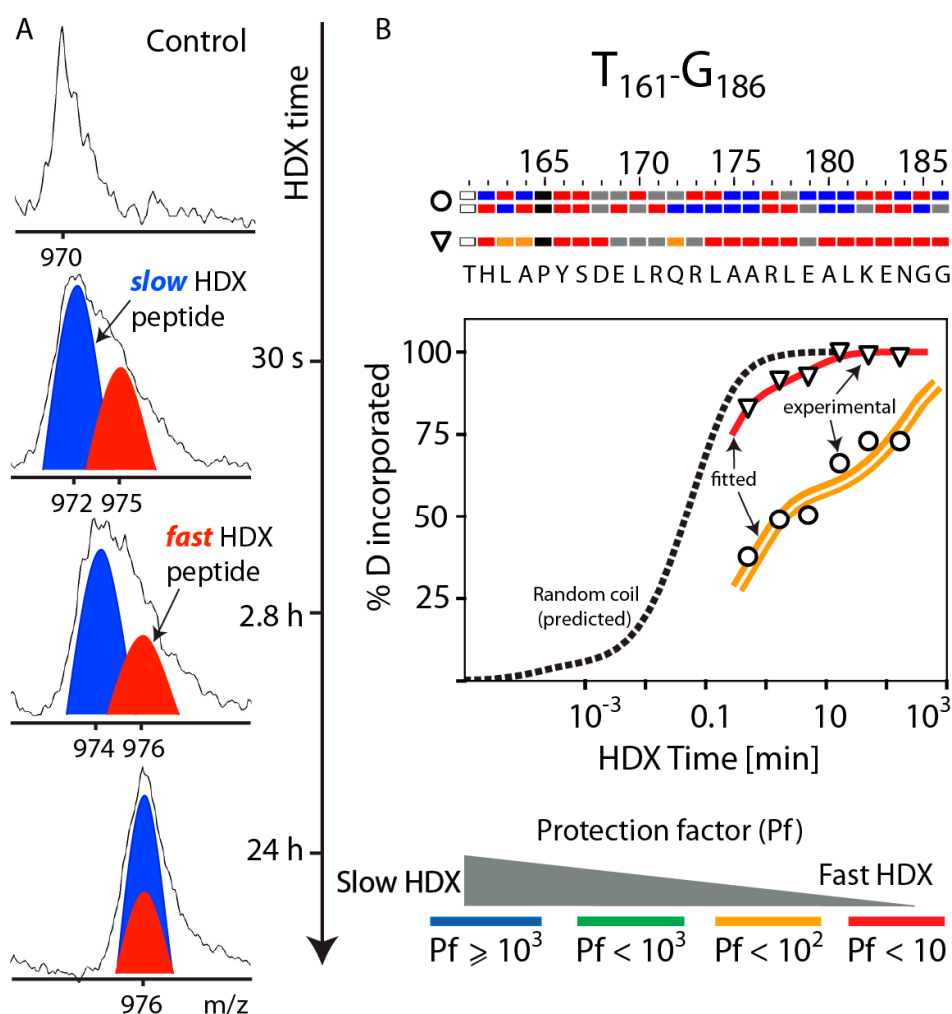 A
Control
HDX time
970
slow HDX
peptide
30 s
972 975
fast HDX
peptide
2.8 h
974 976
24 h
976 m/z
B
T161-G186
165 170 175 180 185
THLAPYSDELRQRLAARLEALKENGG
% D incorporated
100
75
50
25
experimental
fitted
Random coil
(predicted)
10-3 0.1 10 103
HDX Time [min]
Protection factor (Pf)
Slow HDX Fast HDX
Pf ⩾ 103 Pf < 103 Pf < 102 Pf < 10